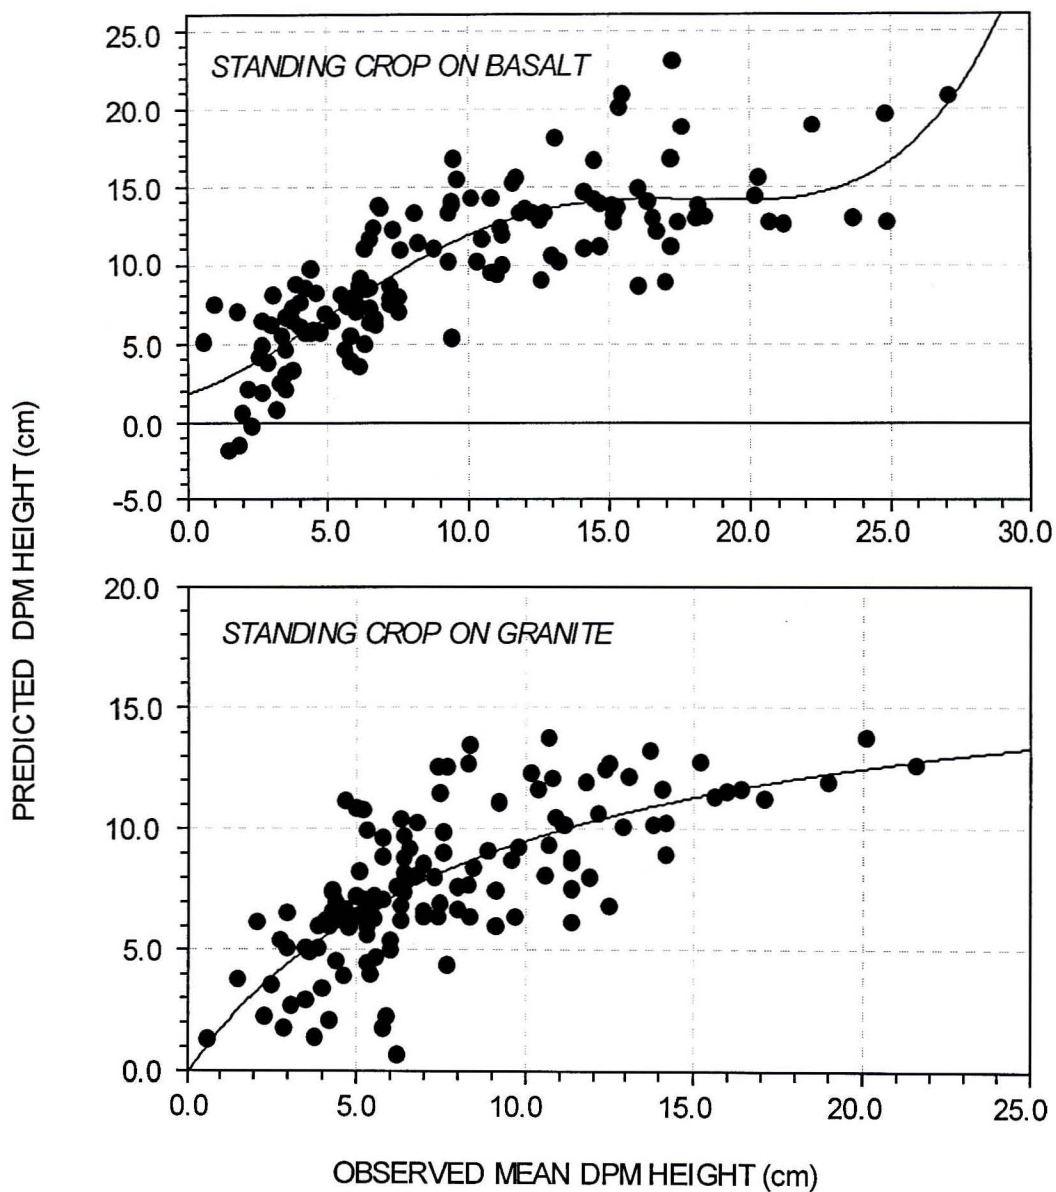 PREDICTED DPM HEIGHT (cm)
25.0
20.0
15.0
10.0
5.0
0.0
-5.0
STANDING CROP ON BASALT
0.0 5.0 10.0 15.0 20.0 25.0 30.0
20.0
15.0
10.0
5.0
0.0
STANDING CROP ON GRANITE
0.0 5.0 10.0 15.0 20.0 25.0
OBSERVED MEAN DPM HEIGHT (cm)